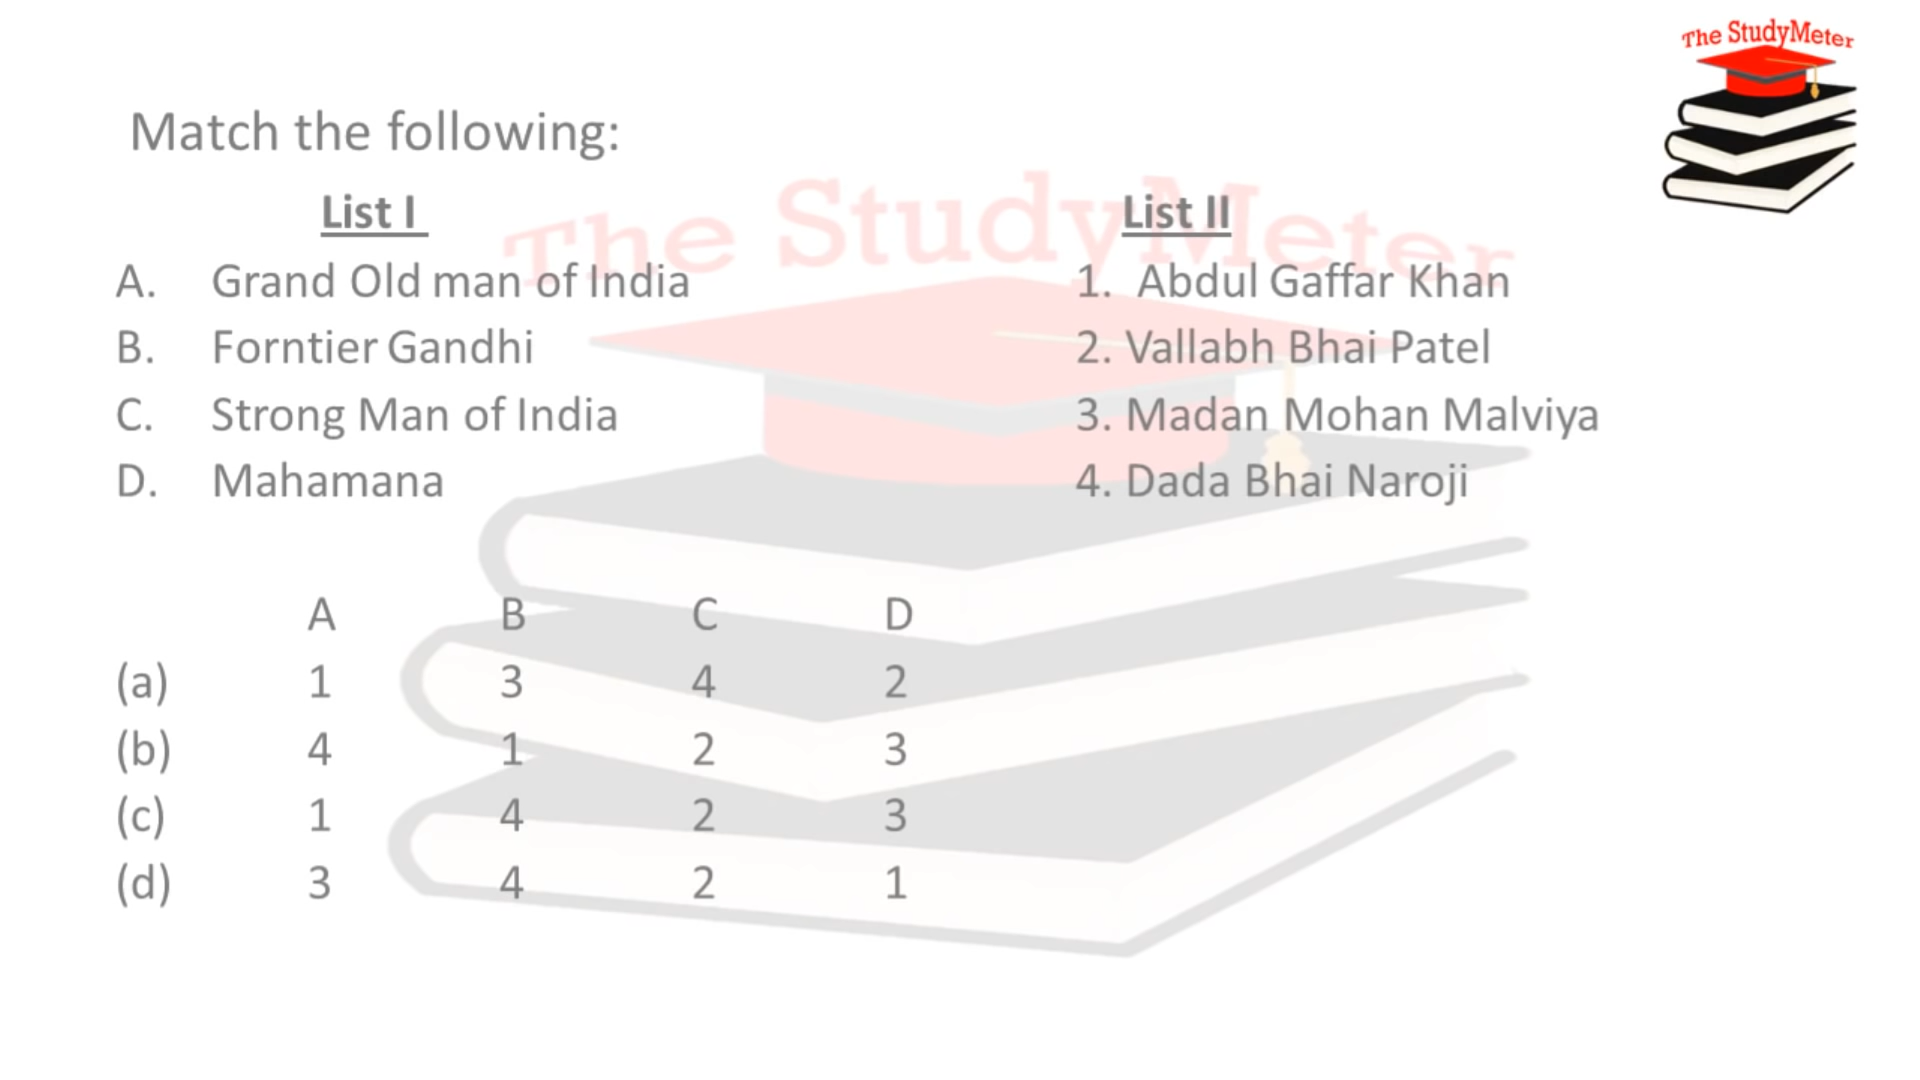 The StudyMeter
Match the following:
The StudyMeter
List I List II
A. Grand Old man of India 1. Abdul Gaffar Khan
B. Forntier Gandhi 2. Vallabh Bhai Patel
C. Strong Man of India 3. Madan Mohan Malviya
D. Mahamana 4. Dada Bhai Naroji
A B C D
(a) 1 3 4 2
(b) 4 1 2 3
(c) 1 4 2 3
(d) 3 4 2 1